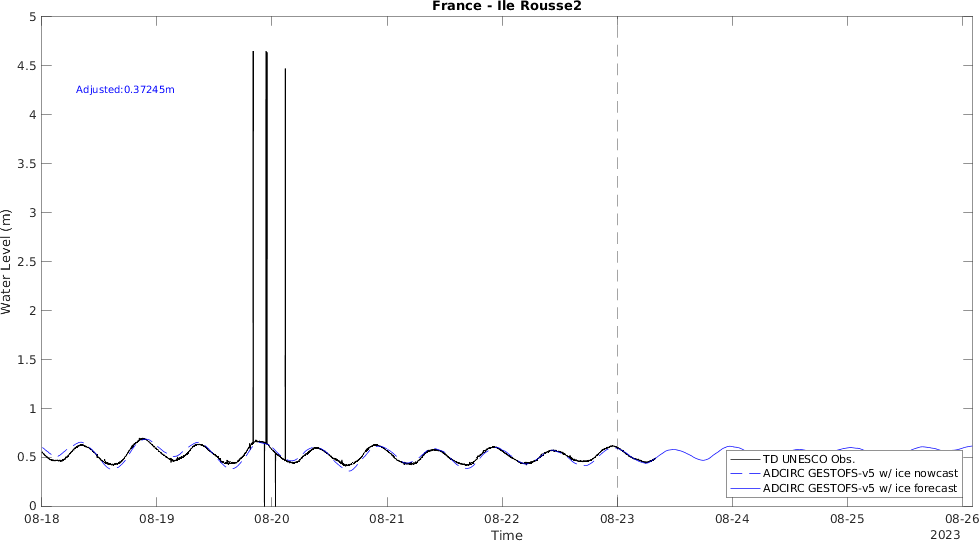 France - Ile Rousse2
5
4.5
4
3.5
3
2.5
2
1.5
1
0.5
0
Water Level (m)
Adjusted:0.37245m
TD UNESCO Obs.
ADCIRC GESTOFS-v5 w/ ice nowcast
ADCIRC GESTOFS-v5 w/ ice forecast
08-18 08-19 08-20 08-21 08-22 08-23 08-24 08-25 08-26
Time
2023